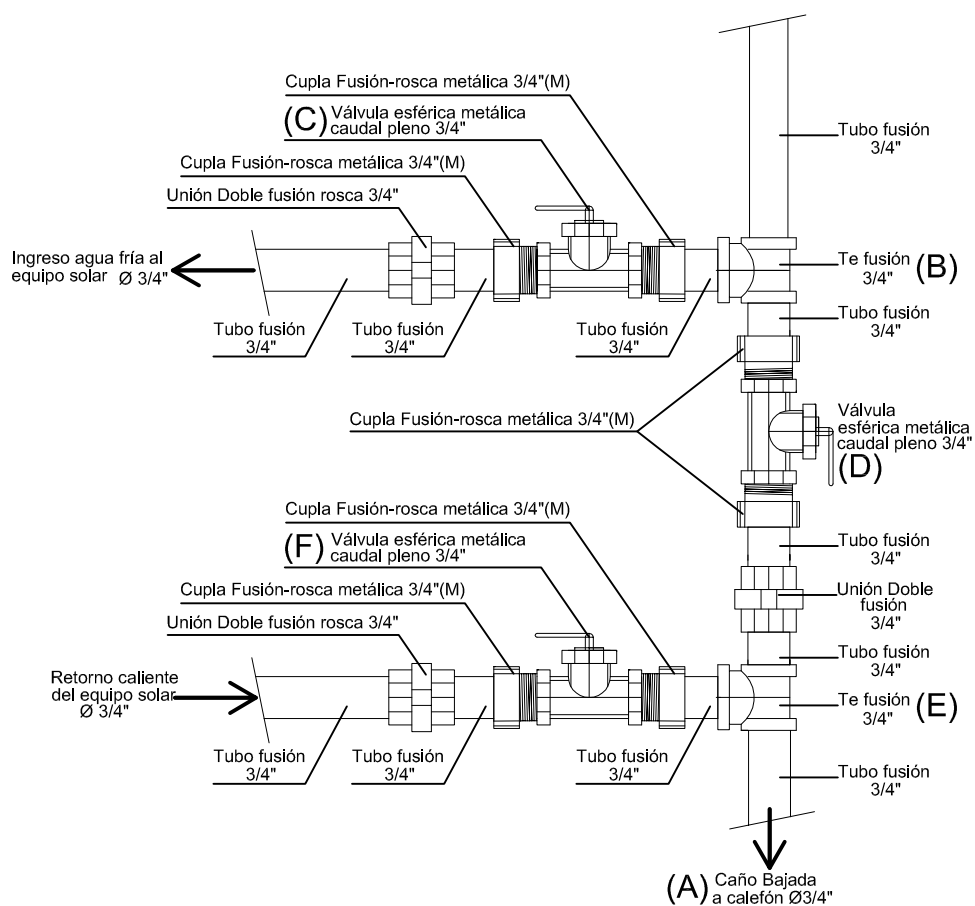 Cupla Fusión-rosca metálica 3/4"(M)
(C) Válvula esférica metálica
caudal pleno 3/4"
Cupla Fusión-rosca metálica 3/4"(M)
Unión Doble fusión rosca 3/4"
Tubo fusión
3/4"
Ingreso agua fría al
equipo solar Ø 3/4"
Te fusión
3/4" (B)
Tubo fusión
3/4"
Tubo fusión
3/4"
Tubo fusión
3/4"
Tubo fusión
3/4"
Cupla Fusión-rosca metálica 3/4"(M)
Válvula
esférica metálica
caudal pleno 3/4"
(D)
Cupla Fusión-rosca metálica 3/4"(M)
(F) Válvula esférica metálica
caudal pleno 3/4"
Cupla Fusión-rosca metálica 3/4"(M)
Unión Doble fusión rosca 3/4"
Tubo fusión
3/4"
Unión Doble
fusión
3/4"
Tubo fusión
3/4"
Retorno caliente
del equipo solar
Ø 3/4"
Te fusión
3/4" (E)
Tubo fusión
3/4"
Tubo fusión
3/4"
Tubo fusión
3/4"
Tubo fusión
3/4"
(A) Caño Bajada
a calefón Ø3/4"